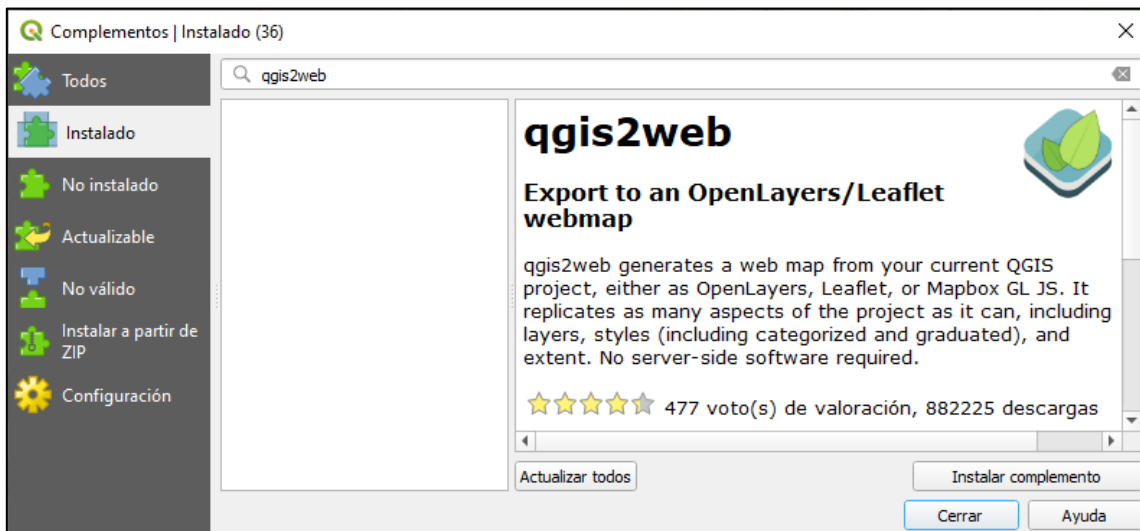 Complementos | Instalado (36)
Todos
Instalado
No instalado
Actualizable
No válido
Instalar a partir de
ZIP
Configuración
qgis2web
qgis2web
Export to an OpenLayers/Leaflet
webmap
qgis2web generates a web map from your current QGIS
project, either as OpenLayers, Leaflet, or Mapbox GL JS. It
replicates as many aspects of the project as it can, including
layers, styles (including categorized and graduated), and
extent. No server-side software required.
477 voto(s) de valoración, 882225 descargas
Actualizar todos
Instalar complemento
Cerrar
Ayuda